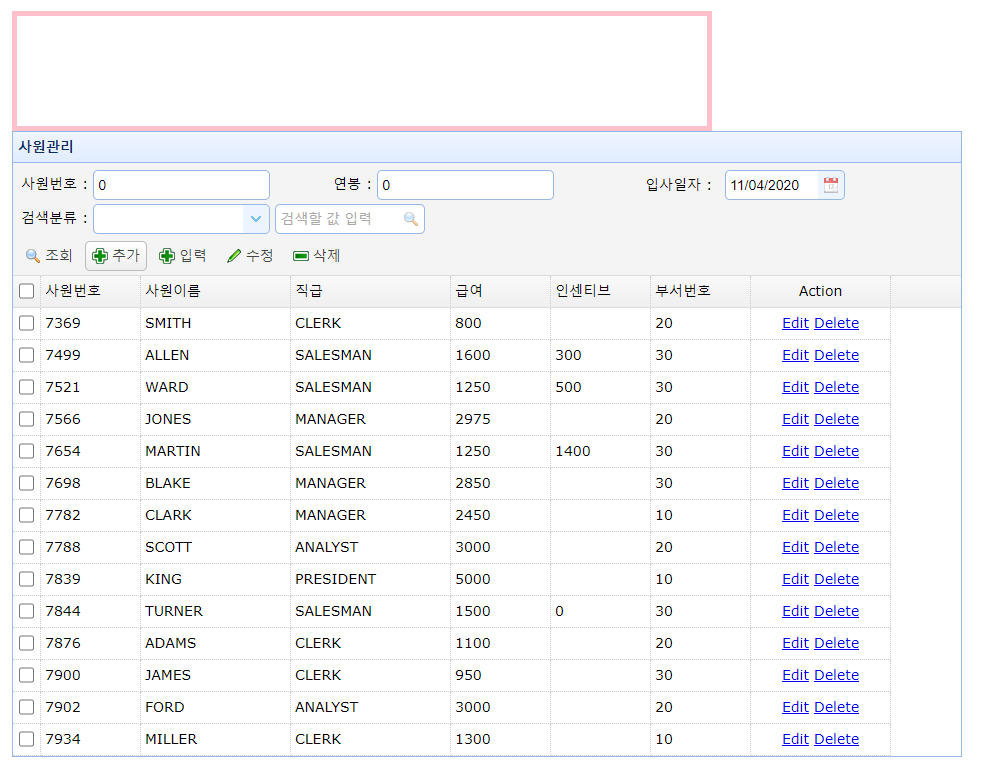 사원관리
사원번호 : 0 연봉 : 0 입사일자 : 11/04/2020
검색분류 : 검색할 값 입력
조회 추가 입력 수정 삭제
사원번호 사원이름 직급 급여 인센티브 부서번호 Action
7369 SMITH CLERK 800 20 Edit Delete
7499 ALLEN SALESMAN 1600 300 30 Edit Delete
7521 WARD SALESMAN 1250 500 30 Edit Delete
7566 JONES MANAGER 2975 20 Edit Delete
7654 MARTIN SALESMAN 1250 1400 30 Edit Delete
7698 BLAKE MANAGER 2850 30 Edit Delete
7782 CLARK MANAGER 2450 10 Edit Delete
7788 SCOTT ANALYST 3000 20 Edit Delete
7839 KING PRESIDENT 5000 10 Edit Delete
7844 TURNER SALESMAN 1500 0 30 Edit Delete
7876 ADAMS CLERK 1100 20 Edit Delete
7900 JAMES CLERK 950 30 Edit Delete
7902 FORD ANALYST 3000 20 Edit Delete
7934 MILLER CLERK 1300 10 Edit Delete